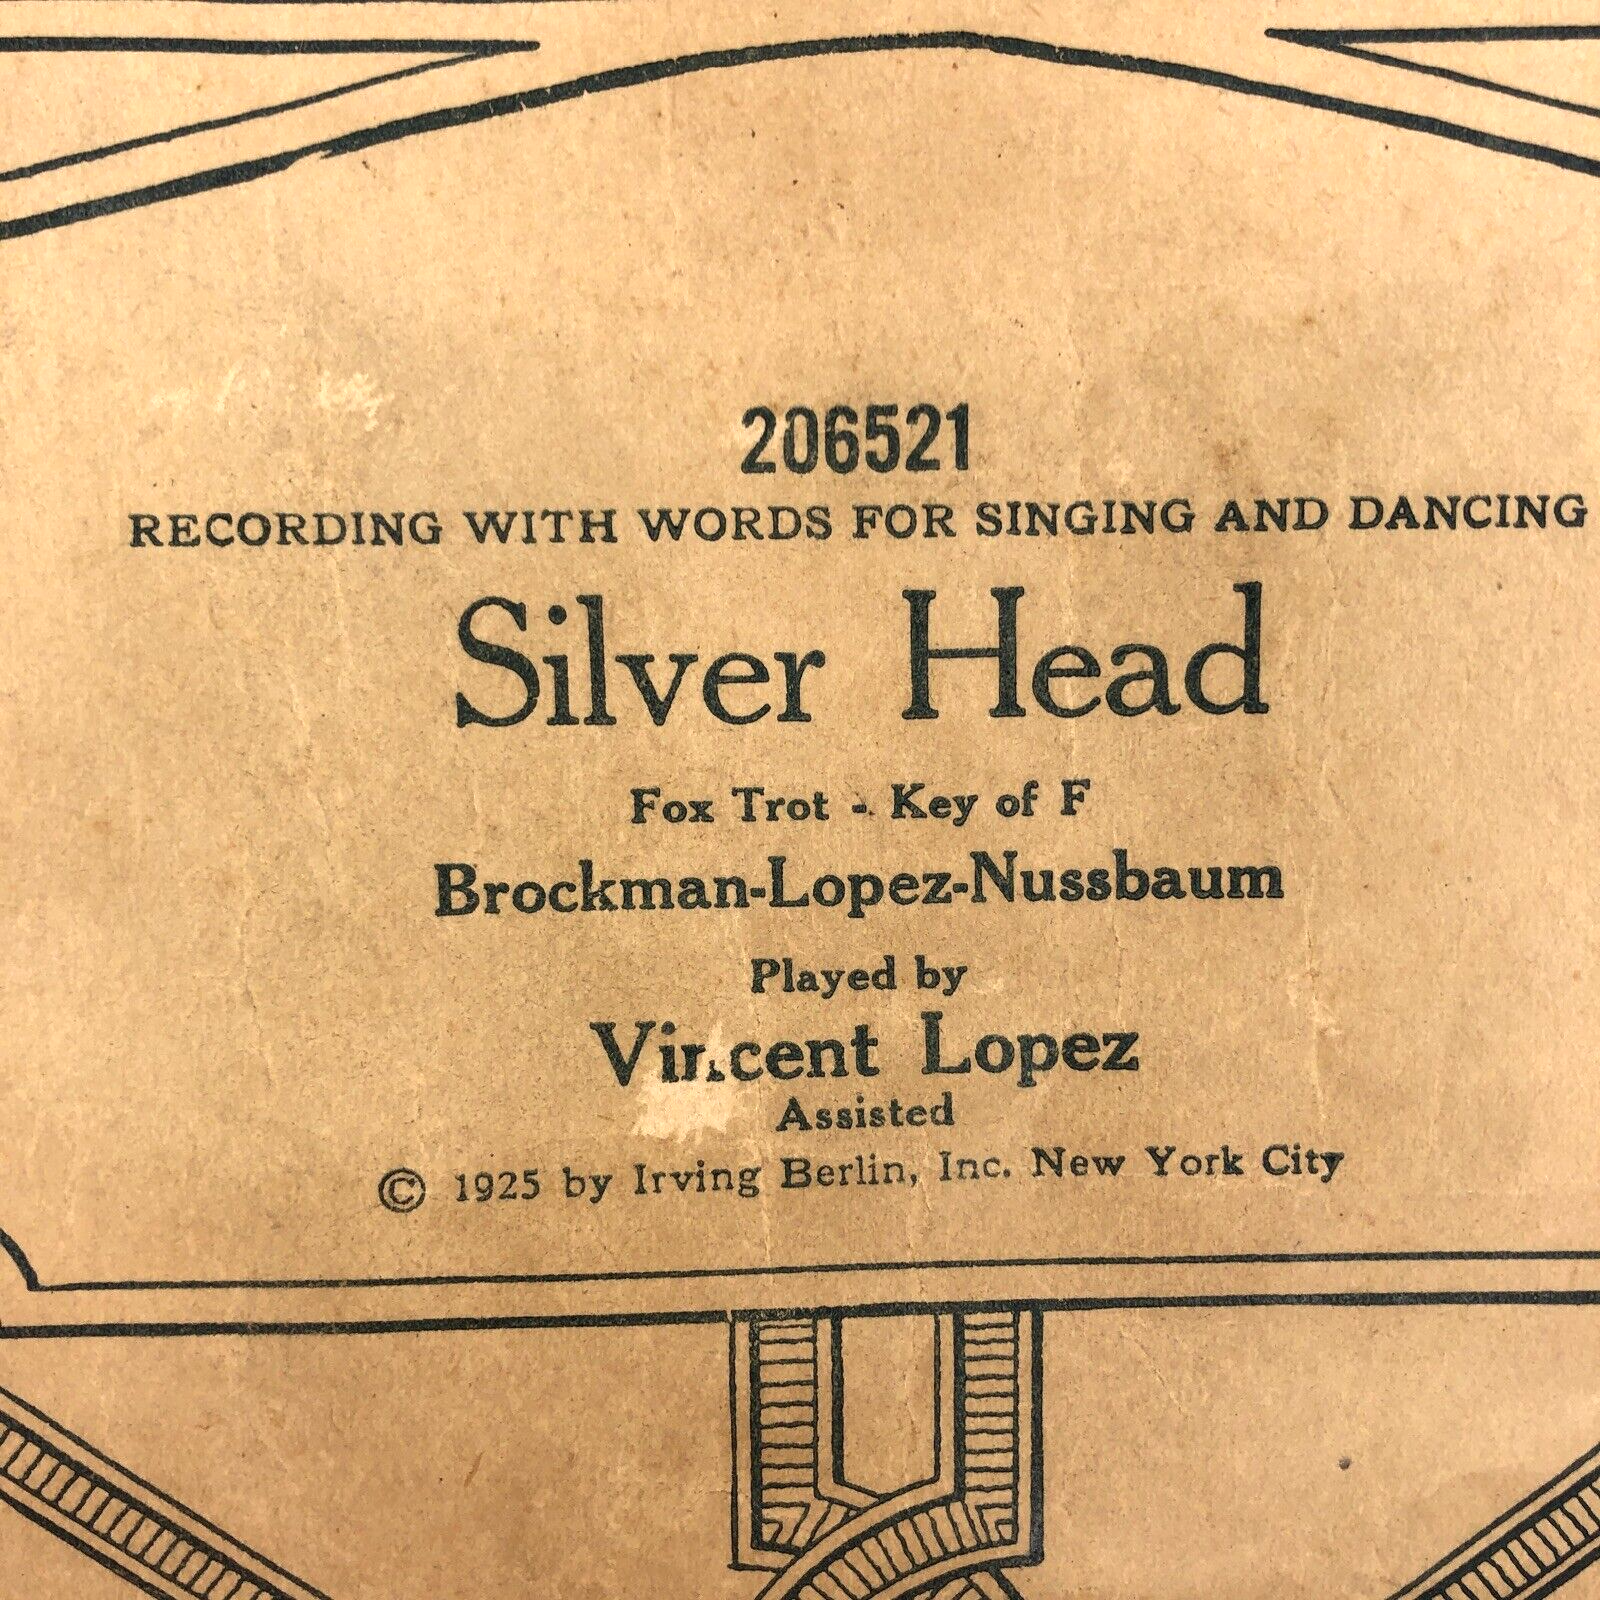 206521
RECORDING WITH WORDS FOR SINGING AND DANCING
Silver Head
Fox Trot - Key of F
Brockman-Lopez-Nussbaum
Played by
Vincent Lopez
Assisted
© 1925 by Irving Berlin, Inc. New York City